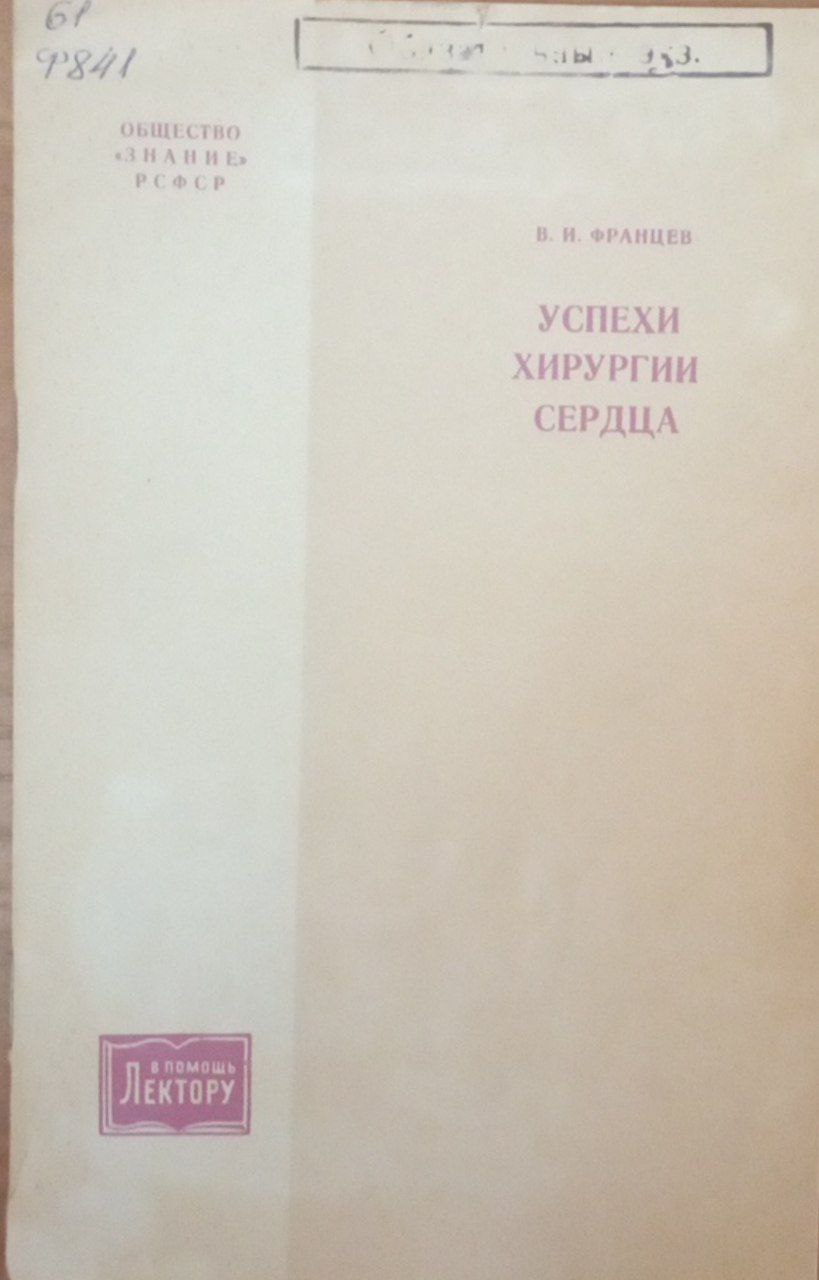 61
Ф841
ОБЩЕСТВО
«ЗНАНИЕ»
РСФСР
В. И. ФРАНЦЕВ
УСПЕХИ
ХИРУРГИИ
СЕРДЦА
В ПОМОЩЬ
ЛЕКТОРУ